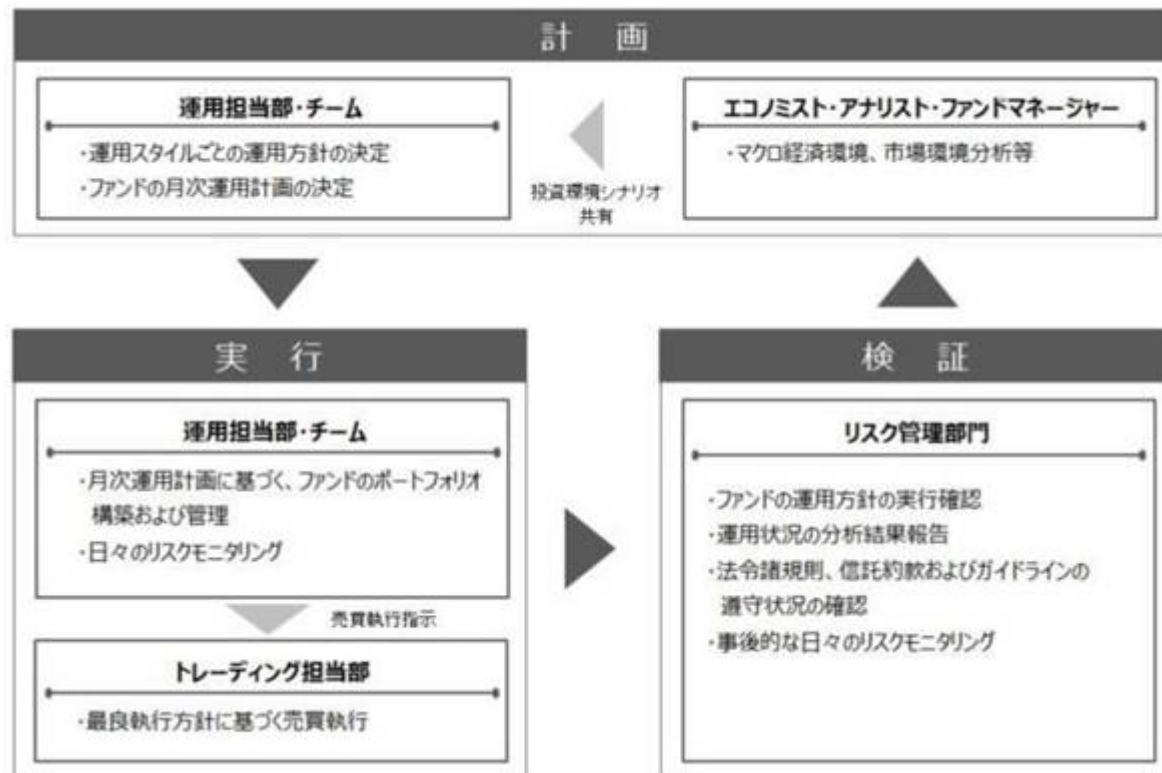 計 画
運用担当部・チーム
・運用スタイルごとの運用方針の決定
・ファンドの月次運用計画の決定
投資環境シナリオ
共有
エコノミスト・アナリスト・ファンドマネージャー
・マクロ経済環境、市場環境分析等
実 行
運用担当部・チーム
・月次運用計画に基づく、ファンドのポートフォリオ
構築および管理
・日々のリスクモニタリング
売買執行指示
トレーディング担当部
・最良執行方針に基づく売買執行
検 証
リスク管理部門
・ファンドの運用方針の実行確認
・運用状況の分析結果報告
・法令諸規則、信託約款およびガイドラインの
遵守状況の確認
・事後的な日々のリスクモニタリング